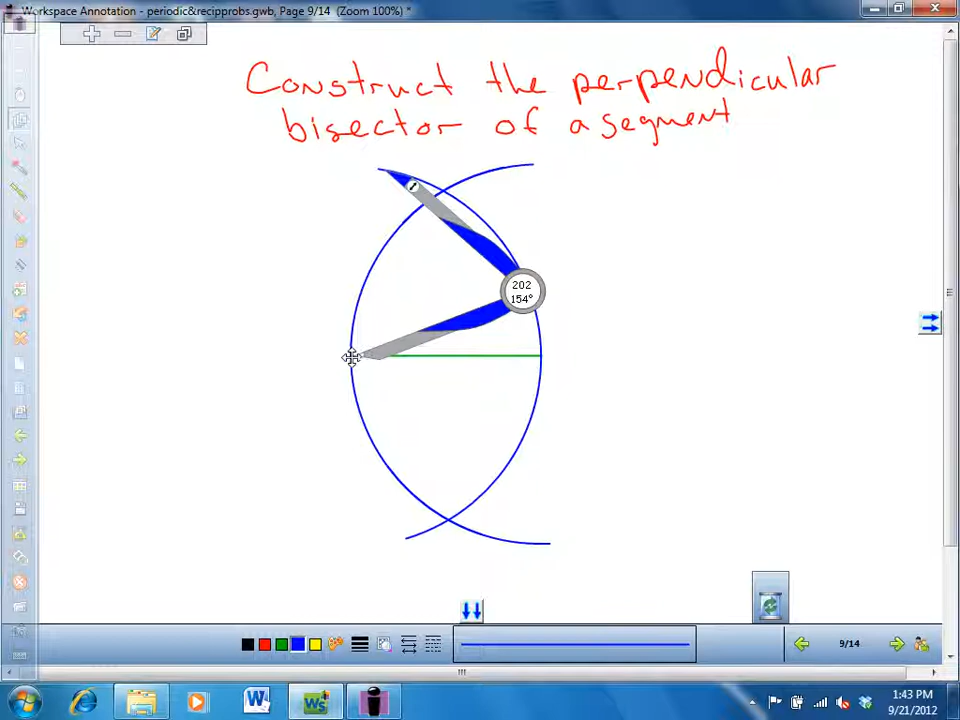 Workspace Annotation - periodic&recipprobs.gwb, Page 9/14 (Zoom 100%) *
Construct the perpendicular
bisector of a segment
202
154°
9/14
1:43 PM
9/21/2012